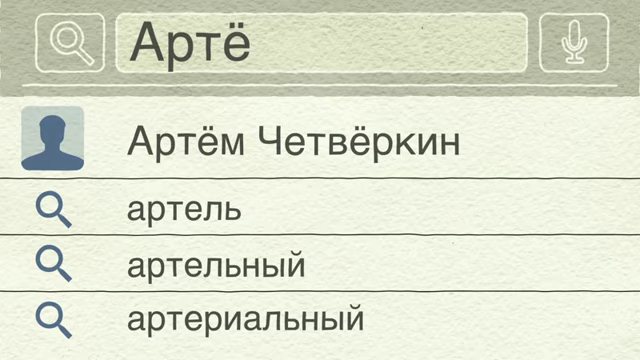 Артё
Артём Четвёркин
артель
артельный
артериальный